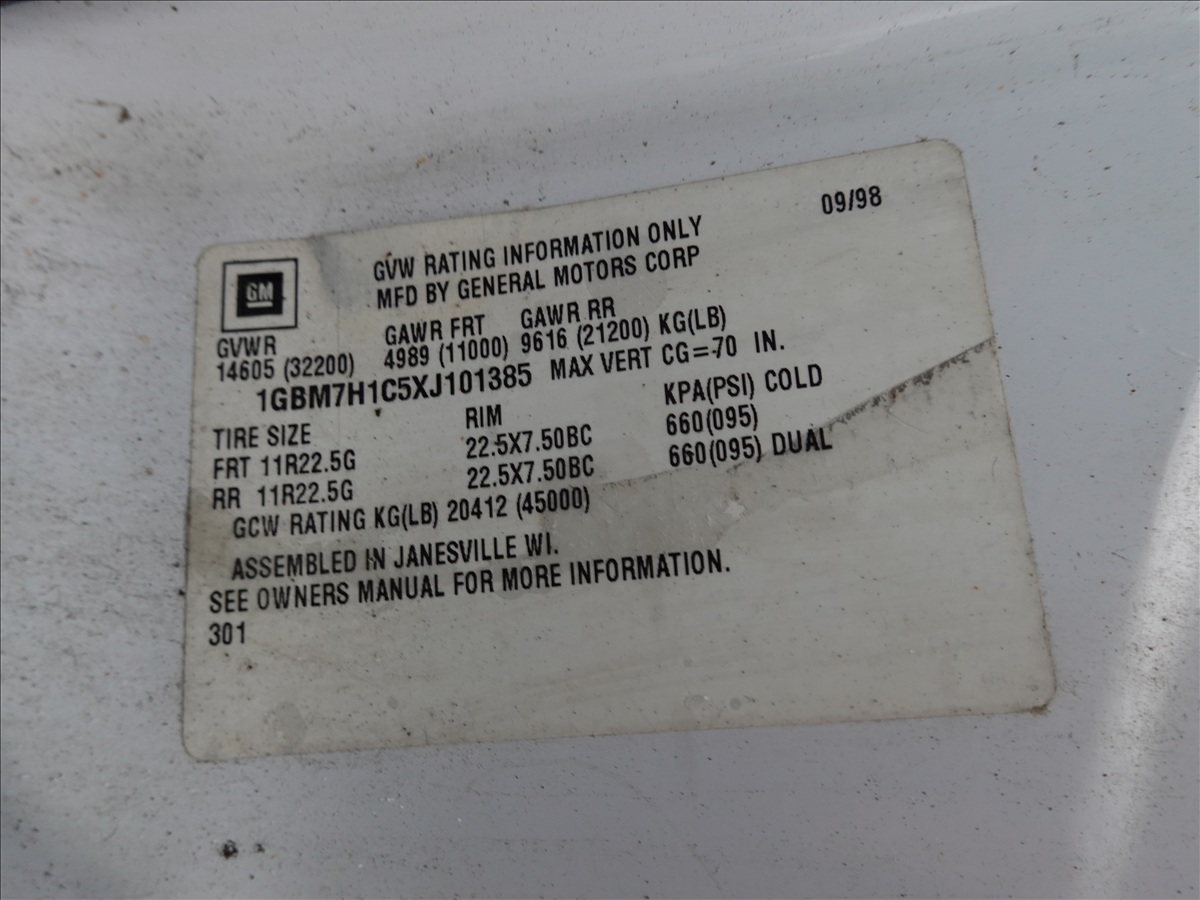 09/98
GVW RATING INFORMATION ONLY
MFD BY GENERAL MOTORS CORP
GM
GVWR GAWR FRT GAWR RR
14605 (32200) 4989 (11000) 9616 (21200) KG(LB)
1GBM7H1C5XJ101385 MAX VERT CG=70 IN.
TIRE SIZE RIM KPA(PSI) COLD
FRT 11R22.5G 22.5X7.50BC 660(095)
RR 11R22.5G 22.5X7.50BC 660(095) DUAL
GCW RATING KG(LB) 20412 (45000)
ASSEMBLED IN JANESVILLE WI.
SEE OWNERS MANUAL FOR MORE INFORMATION.
301